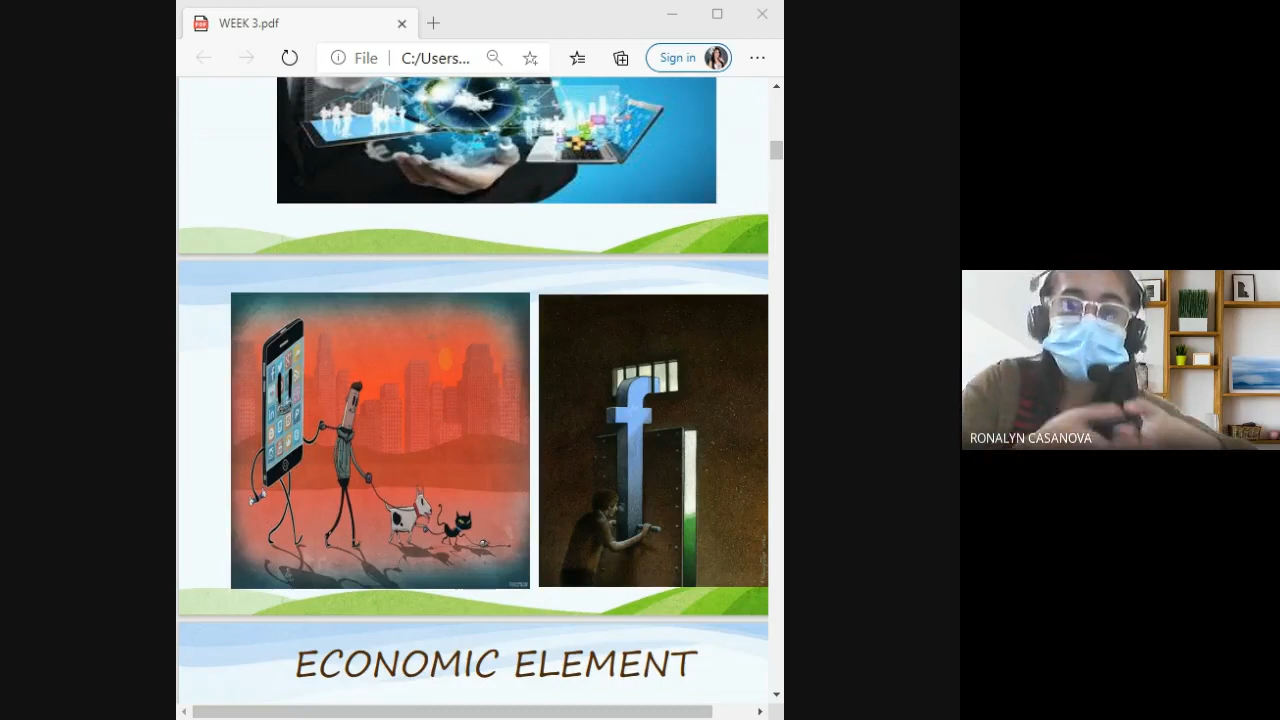 WEEK 3.pdf
File
C:/Users...
Sign in
f
RONALYN CASANOVA
ECONOMIC ELEMENT